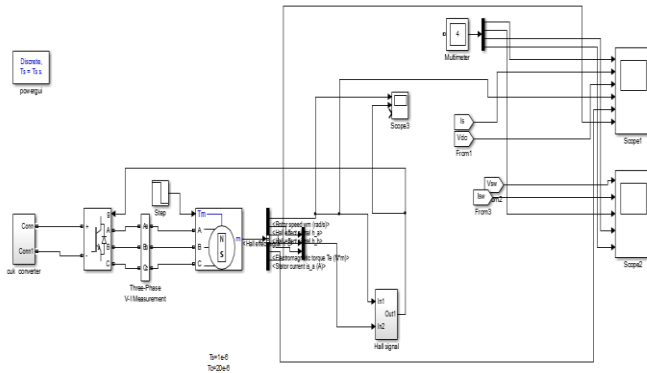 Discrete,
Ts = Ts s.
powergui
4
Multimeter
Scope1
Is
Vdc
From1
Scope3
Vsw
Isw
From3
Scope2
Step
Tm
g
A
B
C
+
-
Conn
Conn1
cuk converter
Three-Phase
V-I Measurement
A
B
C
N
S
m
<Rotor speed wm (rad/s)>
<Electromagnetic torque Te (N*m)>
<Stator current is_a (A)>
In1
In2
Out1
Hall signal
Ts=1e-6
Tc=20e-6